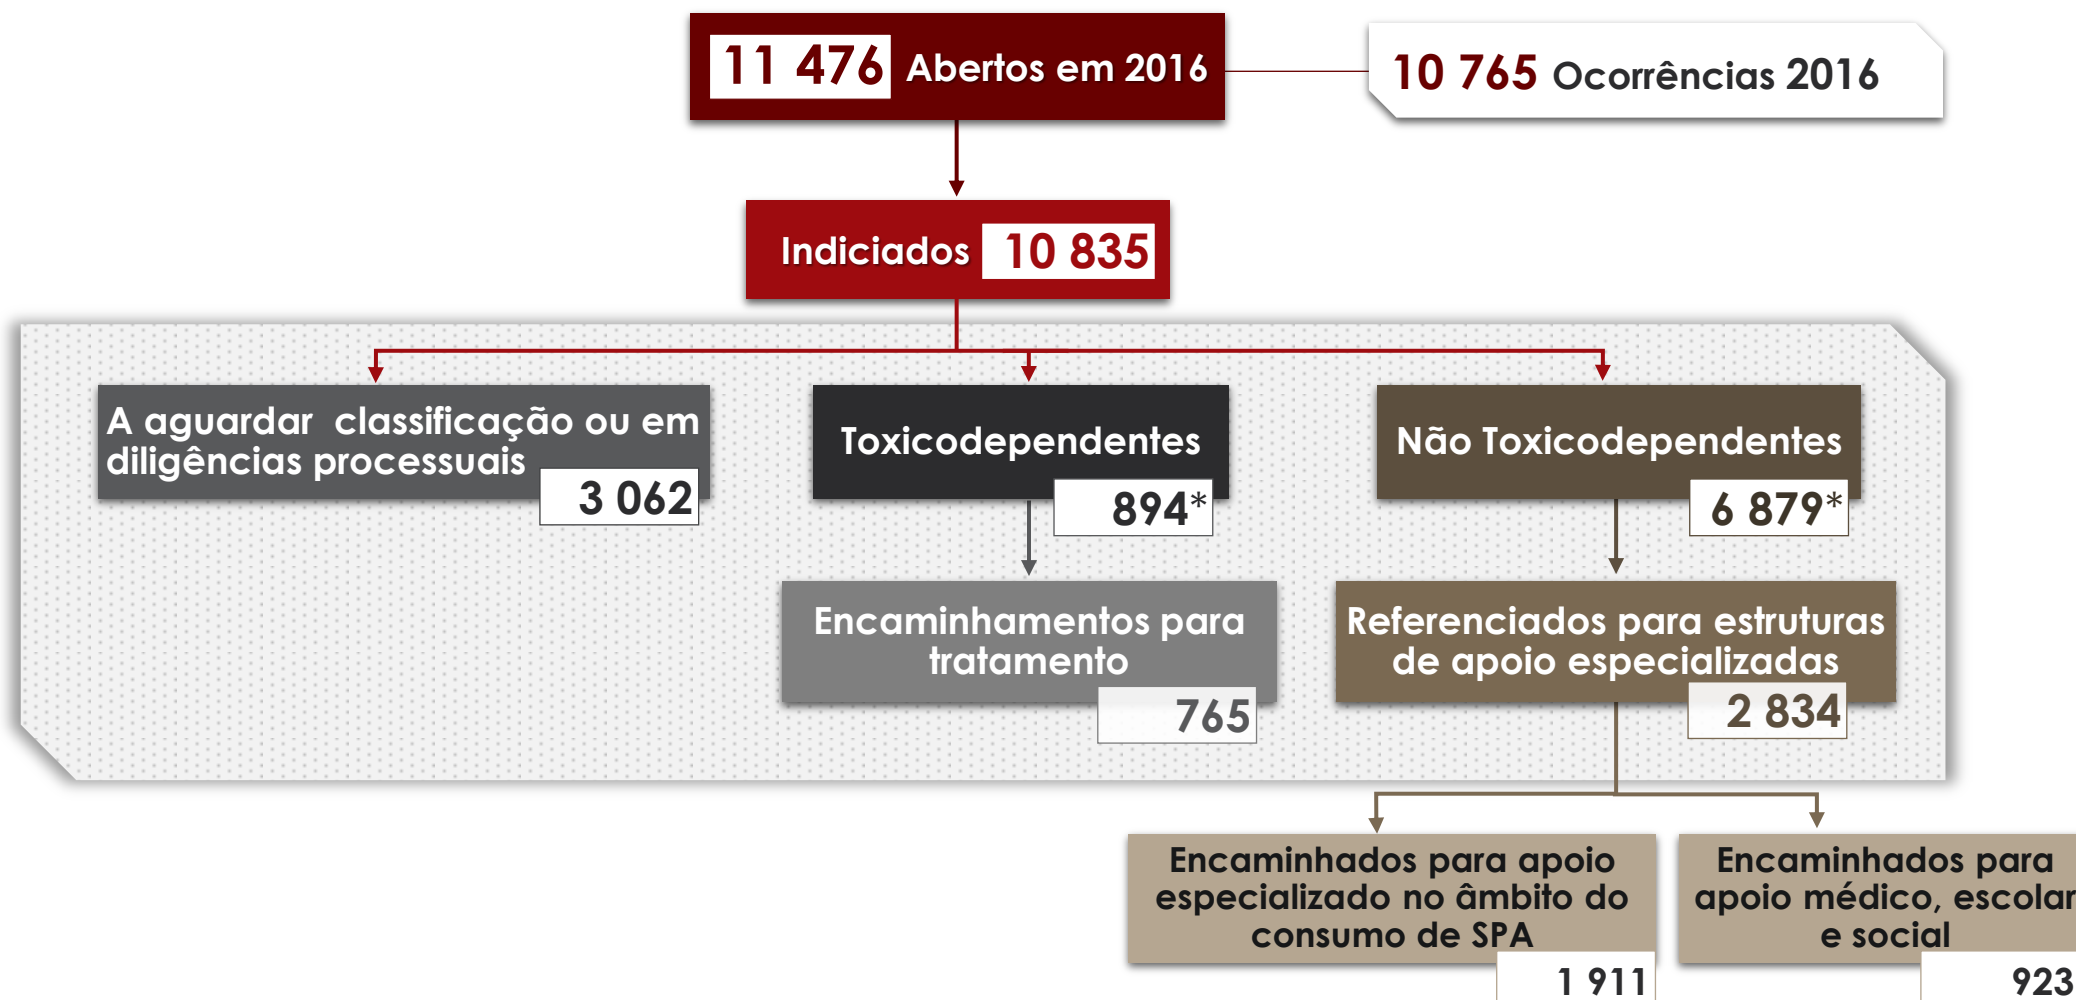 11 476 Abertos em 2016
10 765 Ocorrências 2016
Indiciados 10 835
A aguardar classificação ou em
diligências processuais
3 062
Toxicodependentes
894*
Não Toxicodependentes
6 879*
Encaminhamentos para
tratamento
765
Referenciados para estruturas
de apoio especializadas
2 834
Encaminhados para apoio
especializado no âmbito do
consumo de SPA
1 911
Encaminhados para
apoio médico, escolar
e social
923